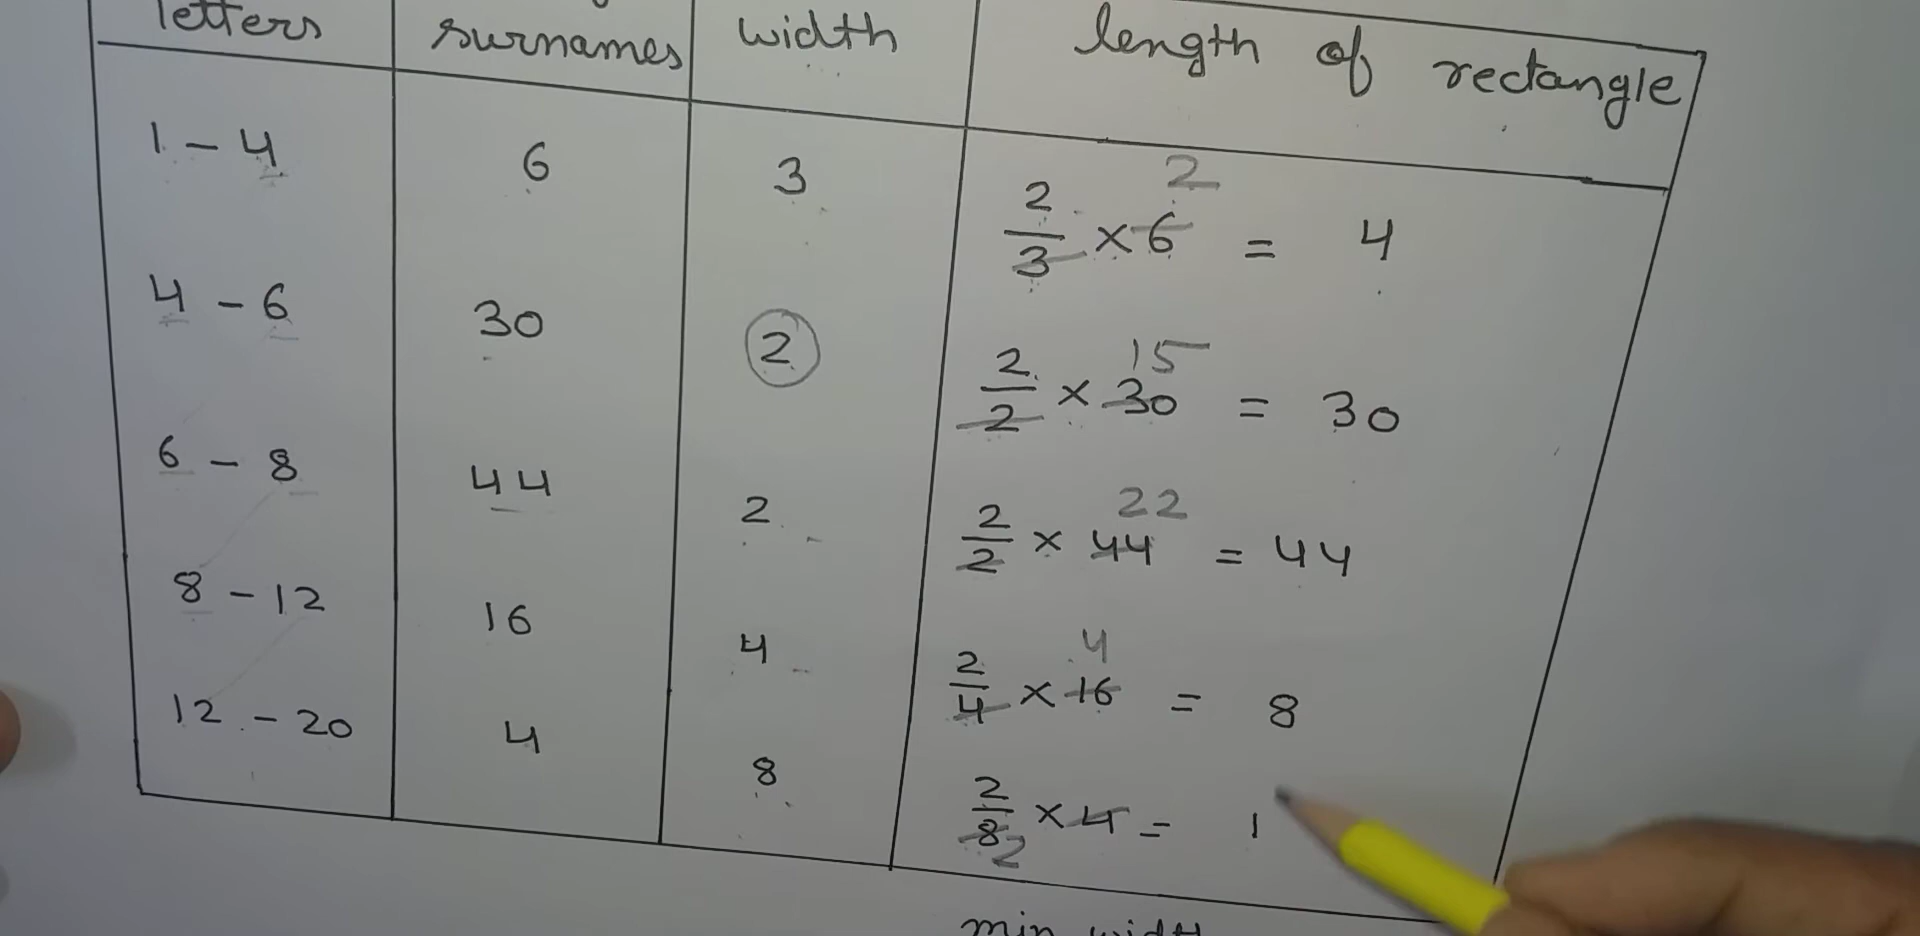 letters surnames width length of rectangle
1 - 4 6 3 2/3 × 6 2 = 4
4 - 6 30 2 2/2 × 30 15 = 30
6 - 8 44 2 2/2 × 44 22 = 44
8 - 12 16 4 2/4 × 16 4 = 8
12 - 20 4 8 2/8 2 × 4 = 1
min width